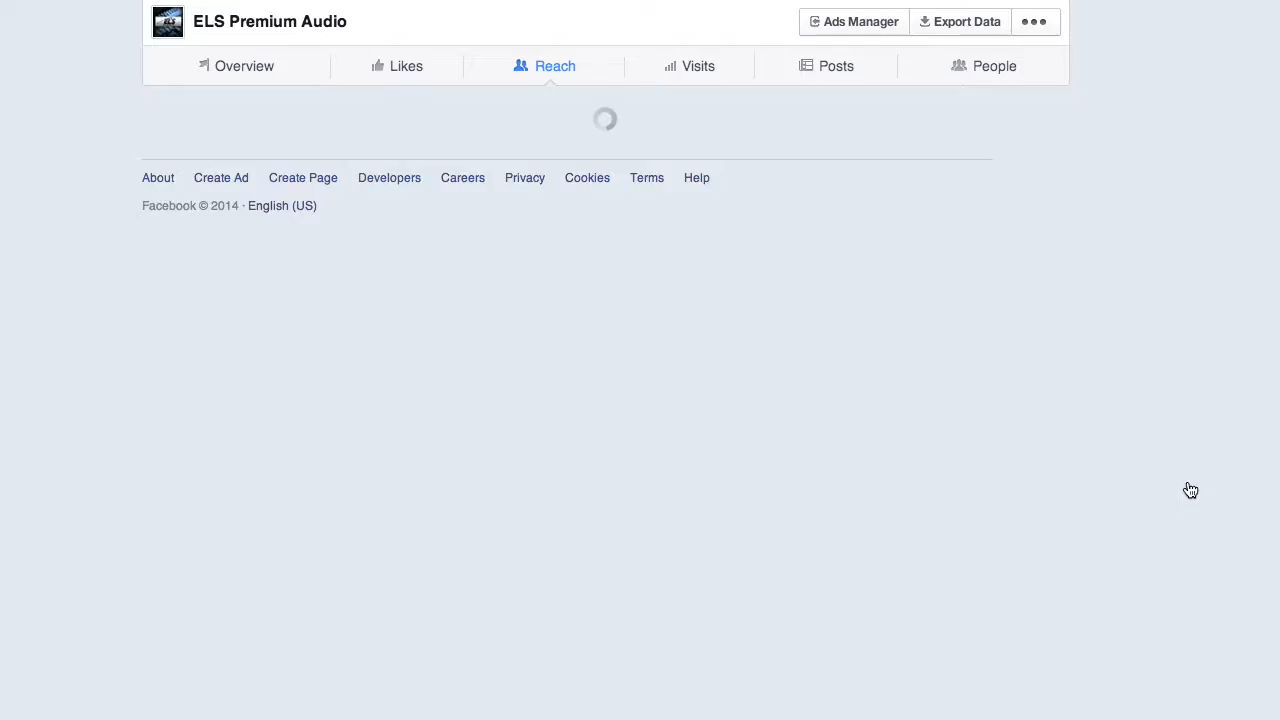 ELS Premium Audio
Ads Manager Export Data
Overview Likes Reach Visits Posts People
About Create Ad Create Page Developers Careers Privacy Cookies Terms Help
Facebook © 2014 · English (US)